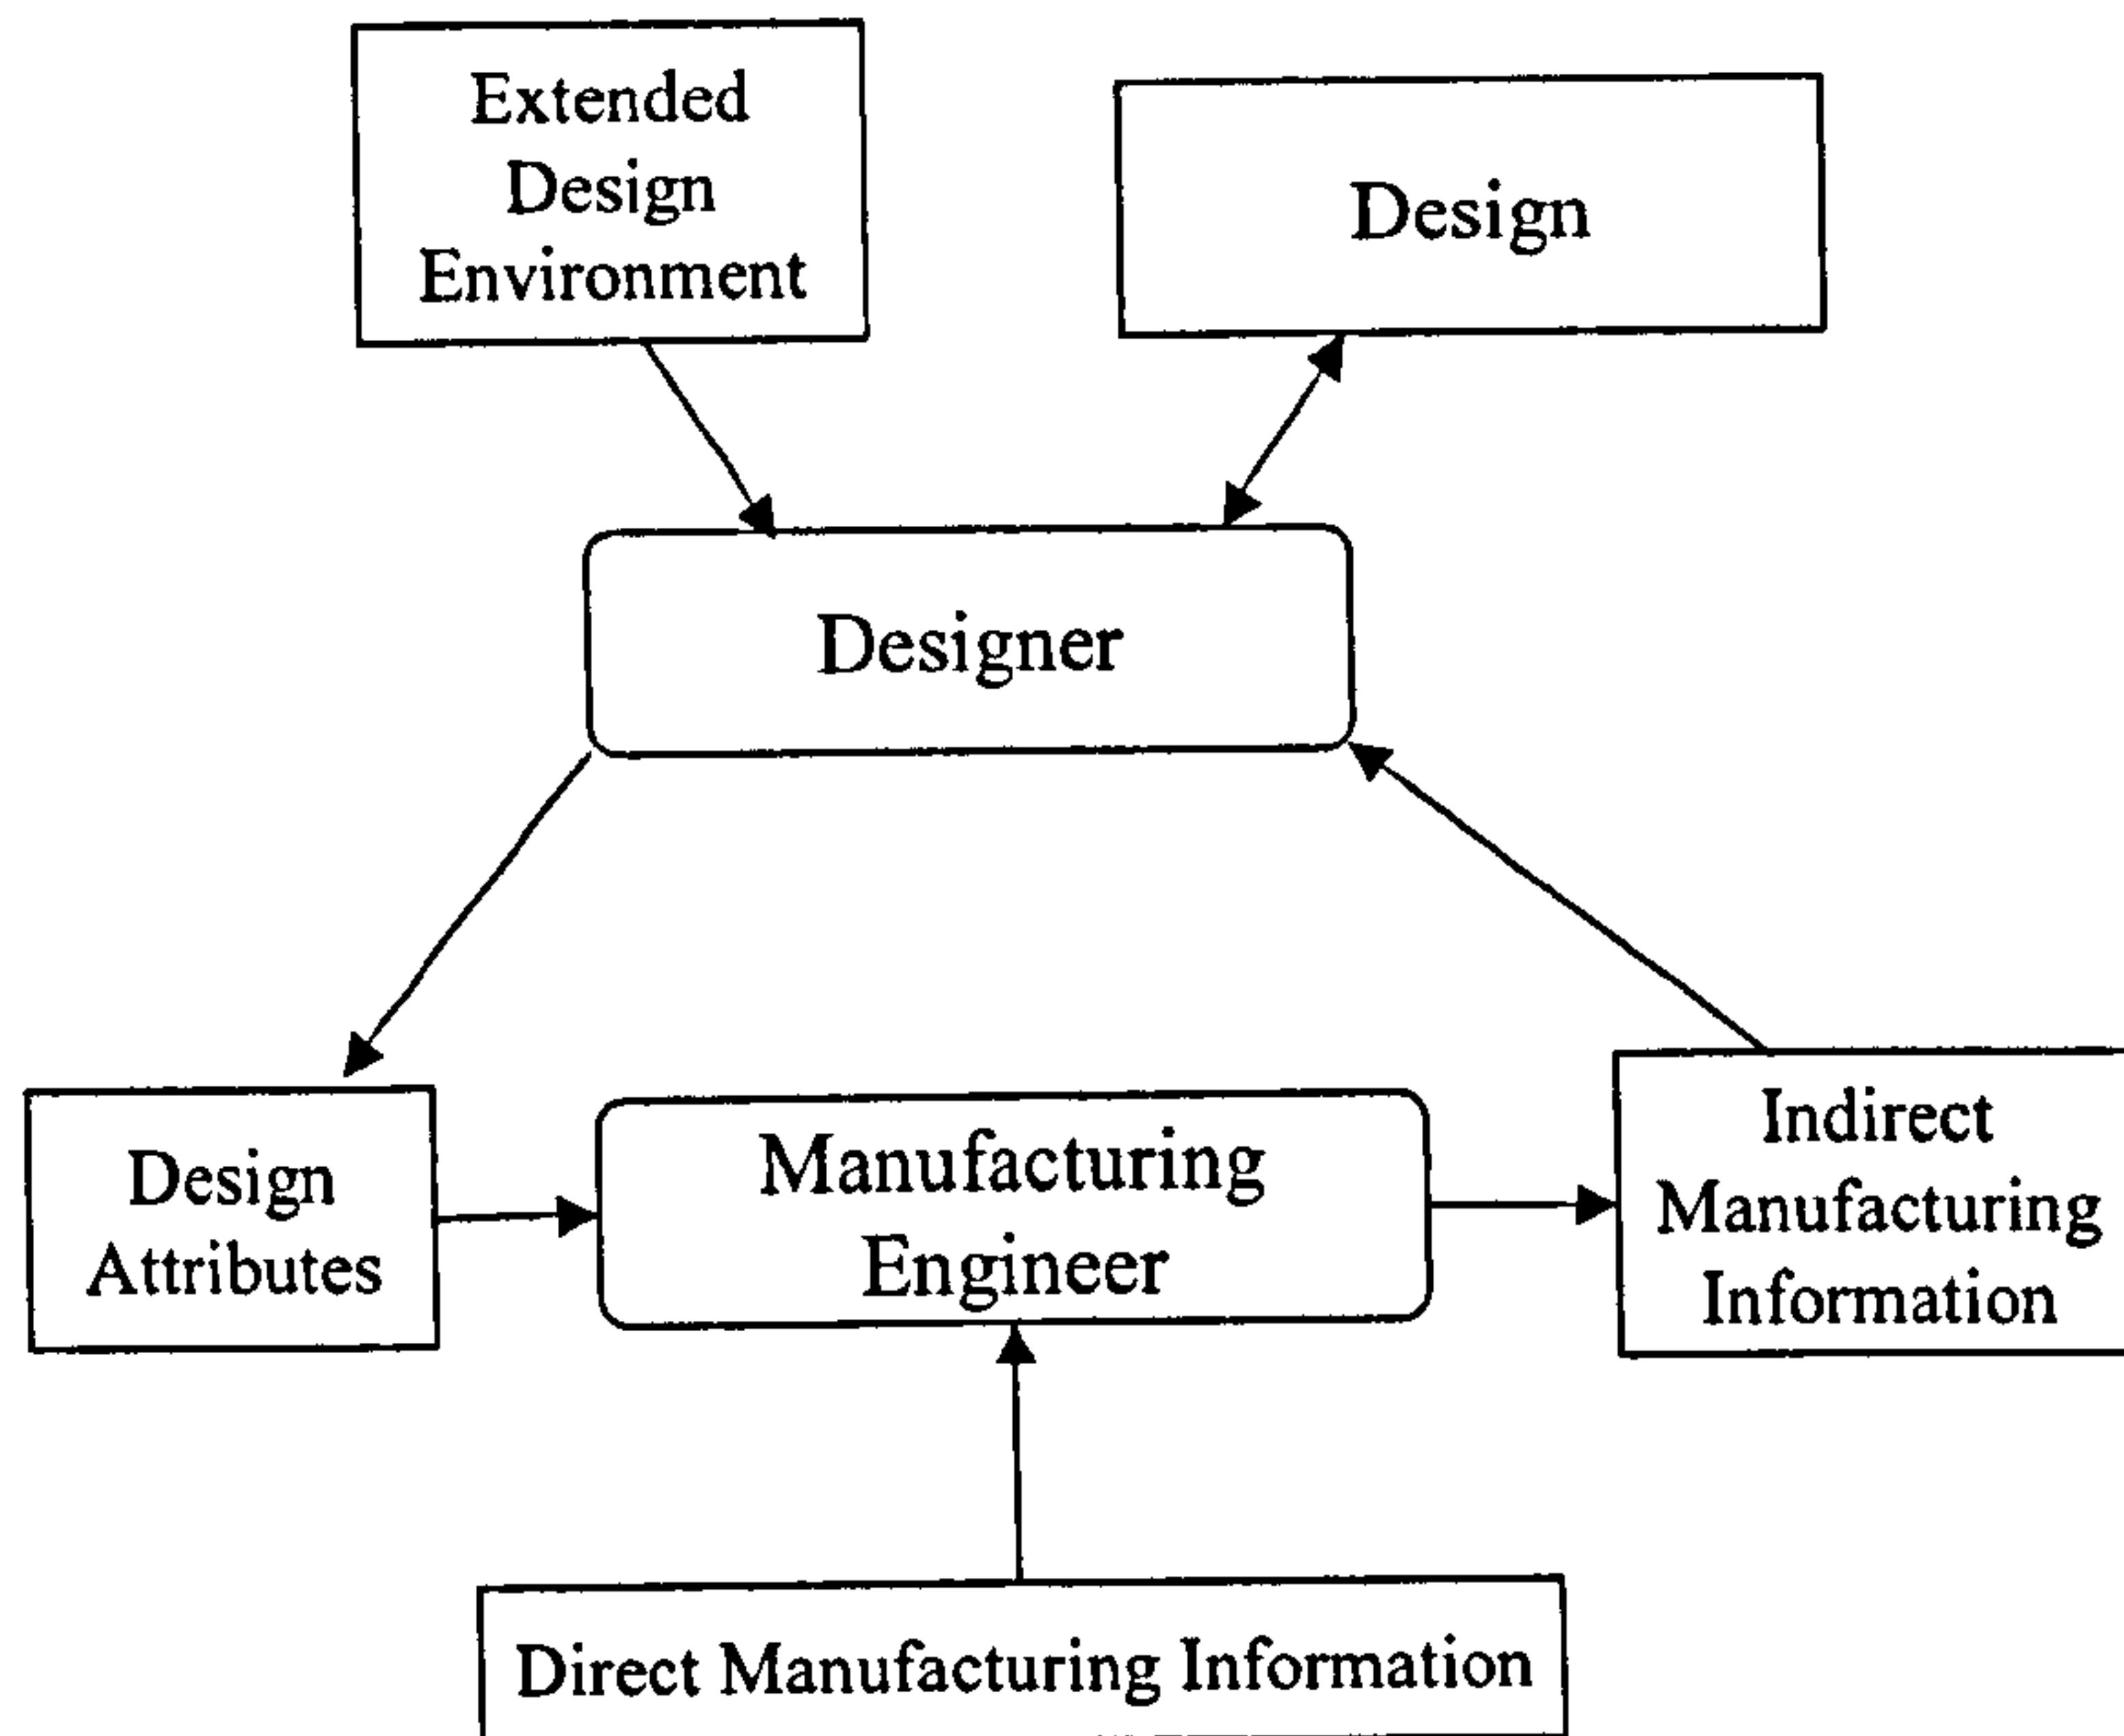 Extended
Design
Environment
Design
Designer
Design
Attributes
Manufacturing
Engineer
Indirect
Manufacturing
Information
Direct Manufacturing Information